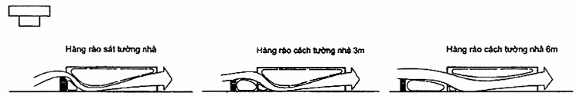 Hàng rào sát tường nhà
Hàng rào cách tường nhà 3m
Hàng rào cách tường nhà 6m